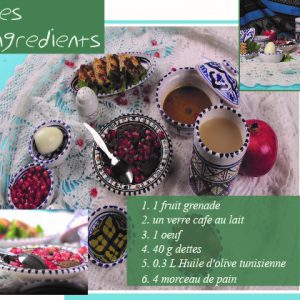 es
ngredients
1. 1 fruit grenade
2. un verre cafe au lait
3. 1 oeuf
4. 40 g dettes
5. 0.3 L Huile d'olive tunisienne
6. 4 morceau de pain